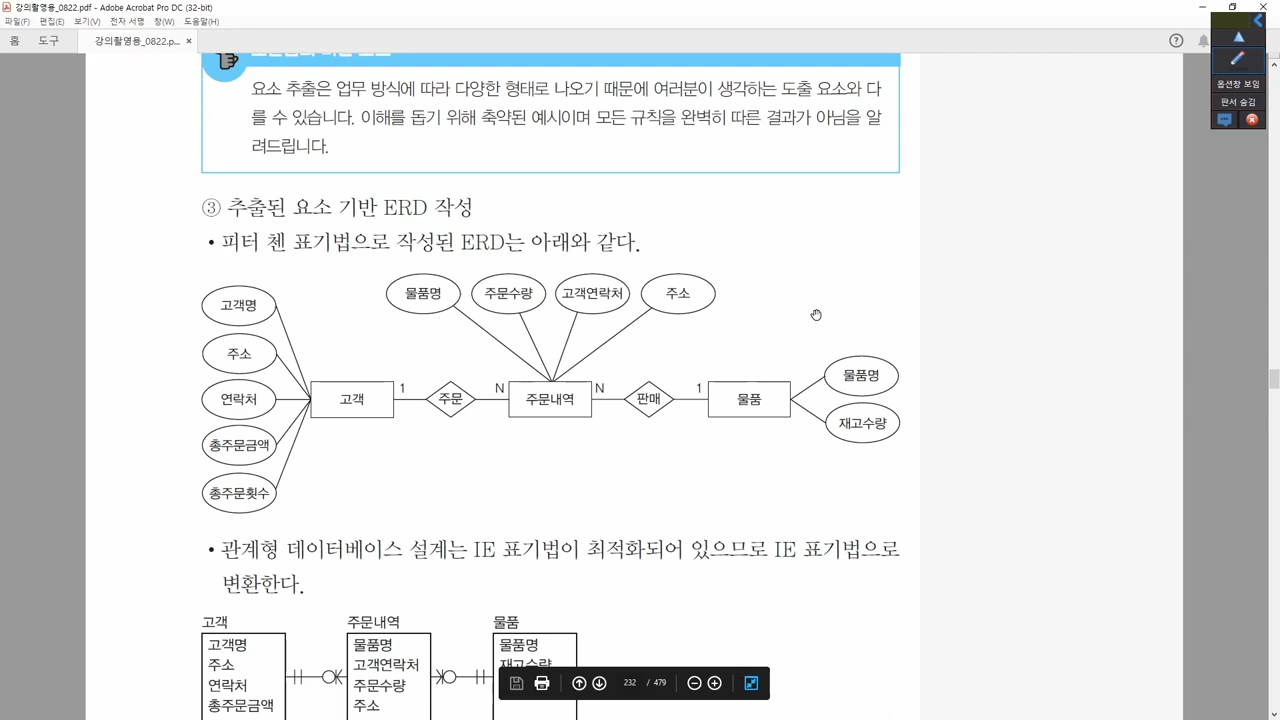 강의촬영용_0822.pdf - Adobe Acrobat Pro DC (32-bit)
파일(F) 편집(E) 보기(V) 전자 서명 창(W) 도움말(H)
홈 도구 강의촬영용_0822.p... ×
옵션창 보임
판서 숨김
요소 추출은 업무 방식에 따라 다양한 형태로 나오기 때문에 여러분이 생각하는 도출 요소와 다
를 수 있습니다. 이해를 돕기 위해 축약된 예시이며 모든 규칙을 완벽히 따른 결과가 아님을 알
려드립니다.
③ 추출된 요소 기반 ERD 작성
• 피터 첸 표기법으로 작성된 ERD는 아래와 같다.
물품명 주문수량 고객연락처 주소
고객명
주소
연락처
총주문금액
총주문횟수
고객 1 주문 N 주문내역 N 판매 1 물품
물품명
재고수량
• 관계형 데이터베이스 설계는 IE 표기법이 최적화되어 있으므로 IE 표기법으로
변환한다.
고객 주문내역 물품
고객명 물품명 물품명
주소 고객연락처 재고수량
연락처 주문수량
총주문금액 주소
232 / 479